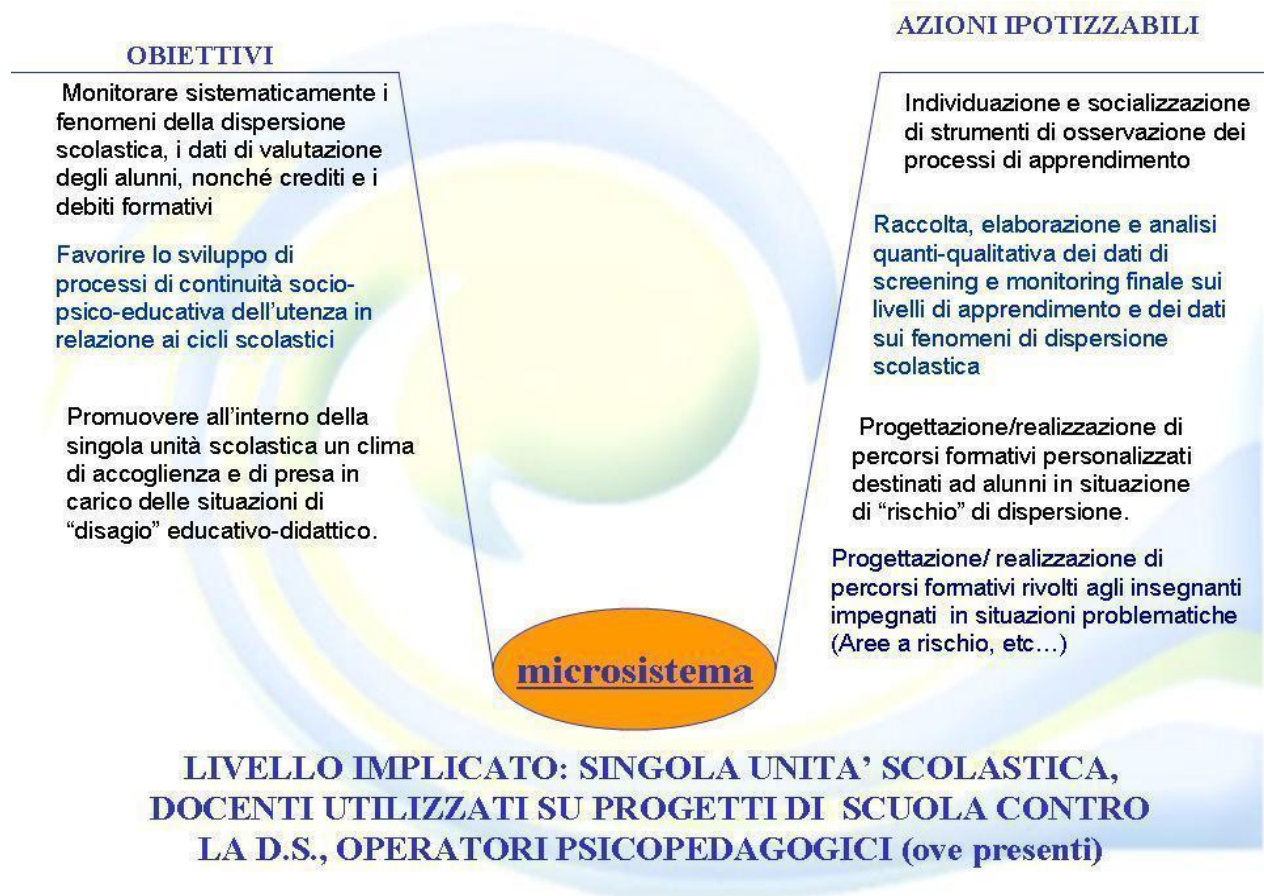 OBIETTIVI
Monitorare sistematicamente i
fenomeni della dispersione
scolastica, i dati di valutazione
degli alunni, nonché crediti e i
debiti formativi
Favorire lo sviluppo di
processi di continuità socio-
psico-educativa dell'utenza in
relazione ai cicli scolastici
Promuovere all'interno della
singola unità scolastica un clima
di accoglienza e di presa in
carico delle situazioni di
“disagio” educativo-didattico.
AZIONI IPOTIZZABILI
Individuazione e socializzazione
di strumenti di osservazione dei
processi di apprendimento
Raccolta, elaborazione e analisi
quanti-qualitativa dei dati di
screening e monitoring finale sui
livelli di apprendimento e dei dati
sui fenomeni di dispersione
scolastica
Progettazione/realizzazione di
percorsi formativi personalizzati
destinati ad alunni in situazione
di “rischio” di dispersione.
Progettazione/ realizzazione di
percorsi formativi rivolti agli insegnanti
impegnati in situazioni problematiche
(Aree a rischio, etc…)
microsistema
LIVELLO IMPLICATO: SINGOLA UNITA’ SCOLASTICA,
DOCENTI UTILIZZATI SU PROGETTI DI SCUOLA CONTRO
LA D.S., OPERATORI PSICOPEDAGOGICI (ove presenti)